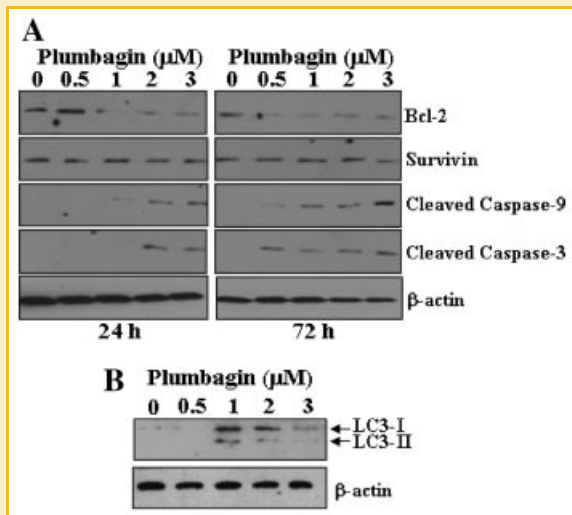 A
Plumbagin (µM) Plumbagin (µM)
0 0.5 1 2 3 0 0.5 1 2 3
Bcl-2
Survivin
Cleaved Caspase-9
Cleaved Caspase-3
β-actin
24 h 72 h
B
Plumbagin (µM)
0 0.5 1 2 3
LC3-I
LC3-II
β-actin